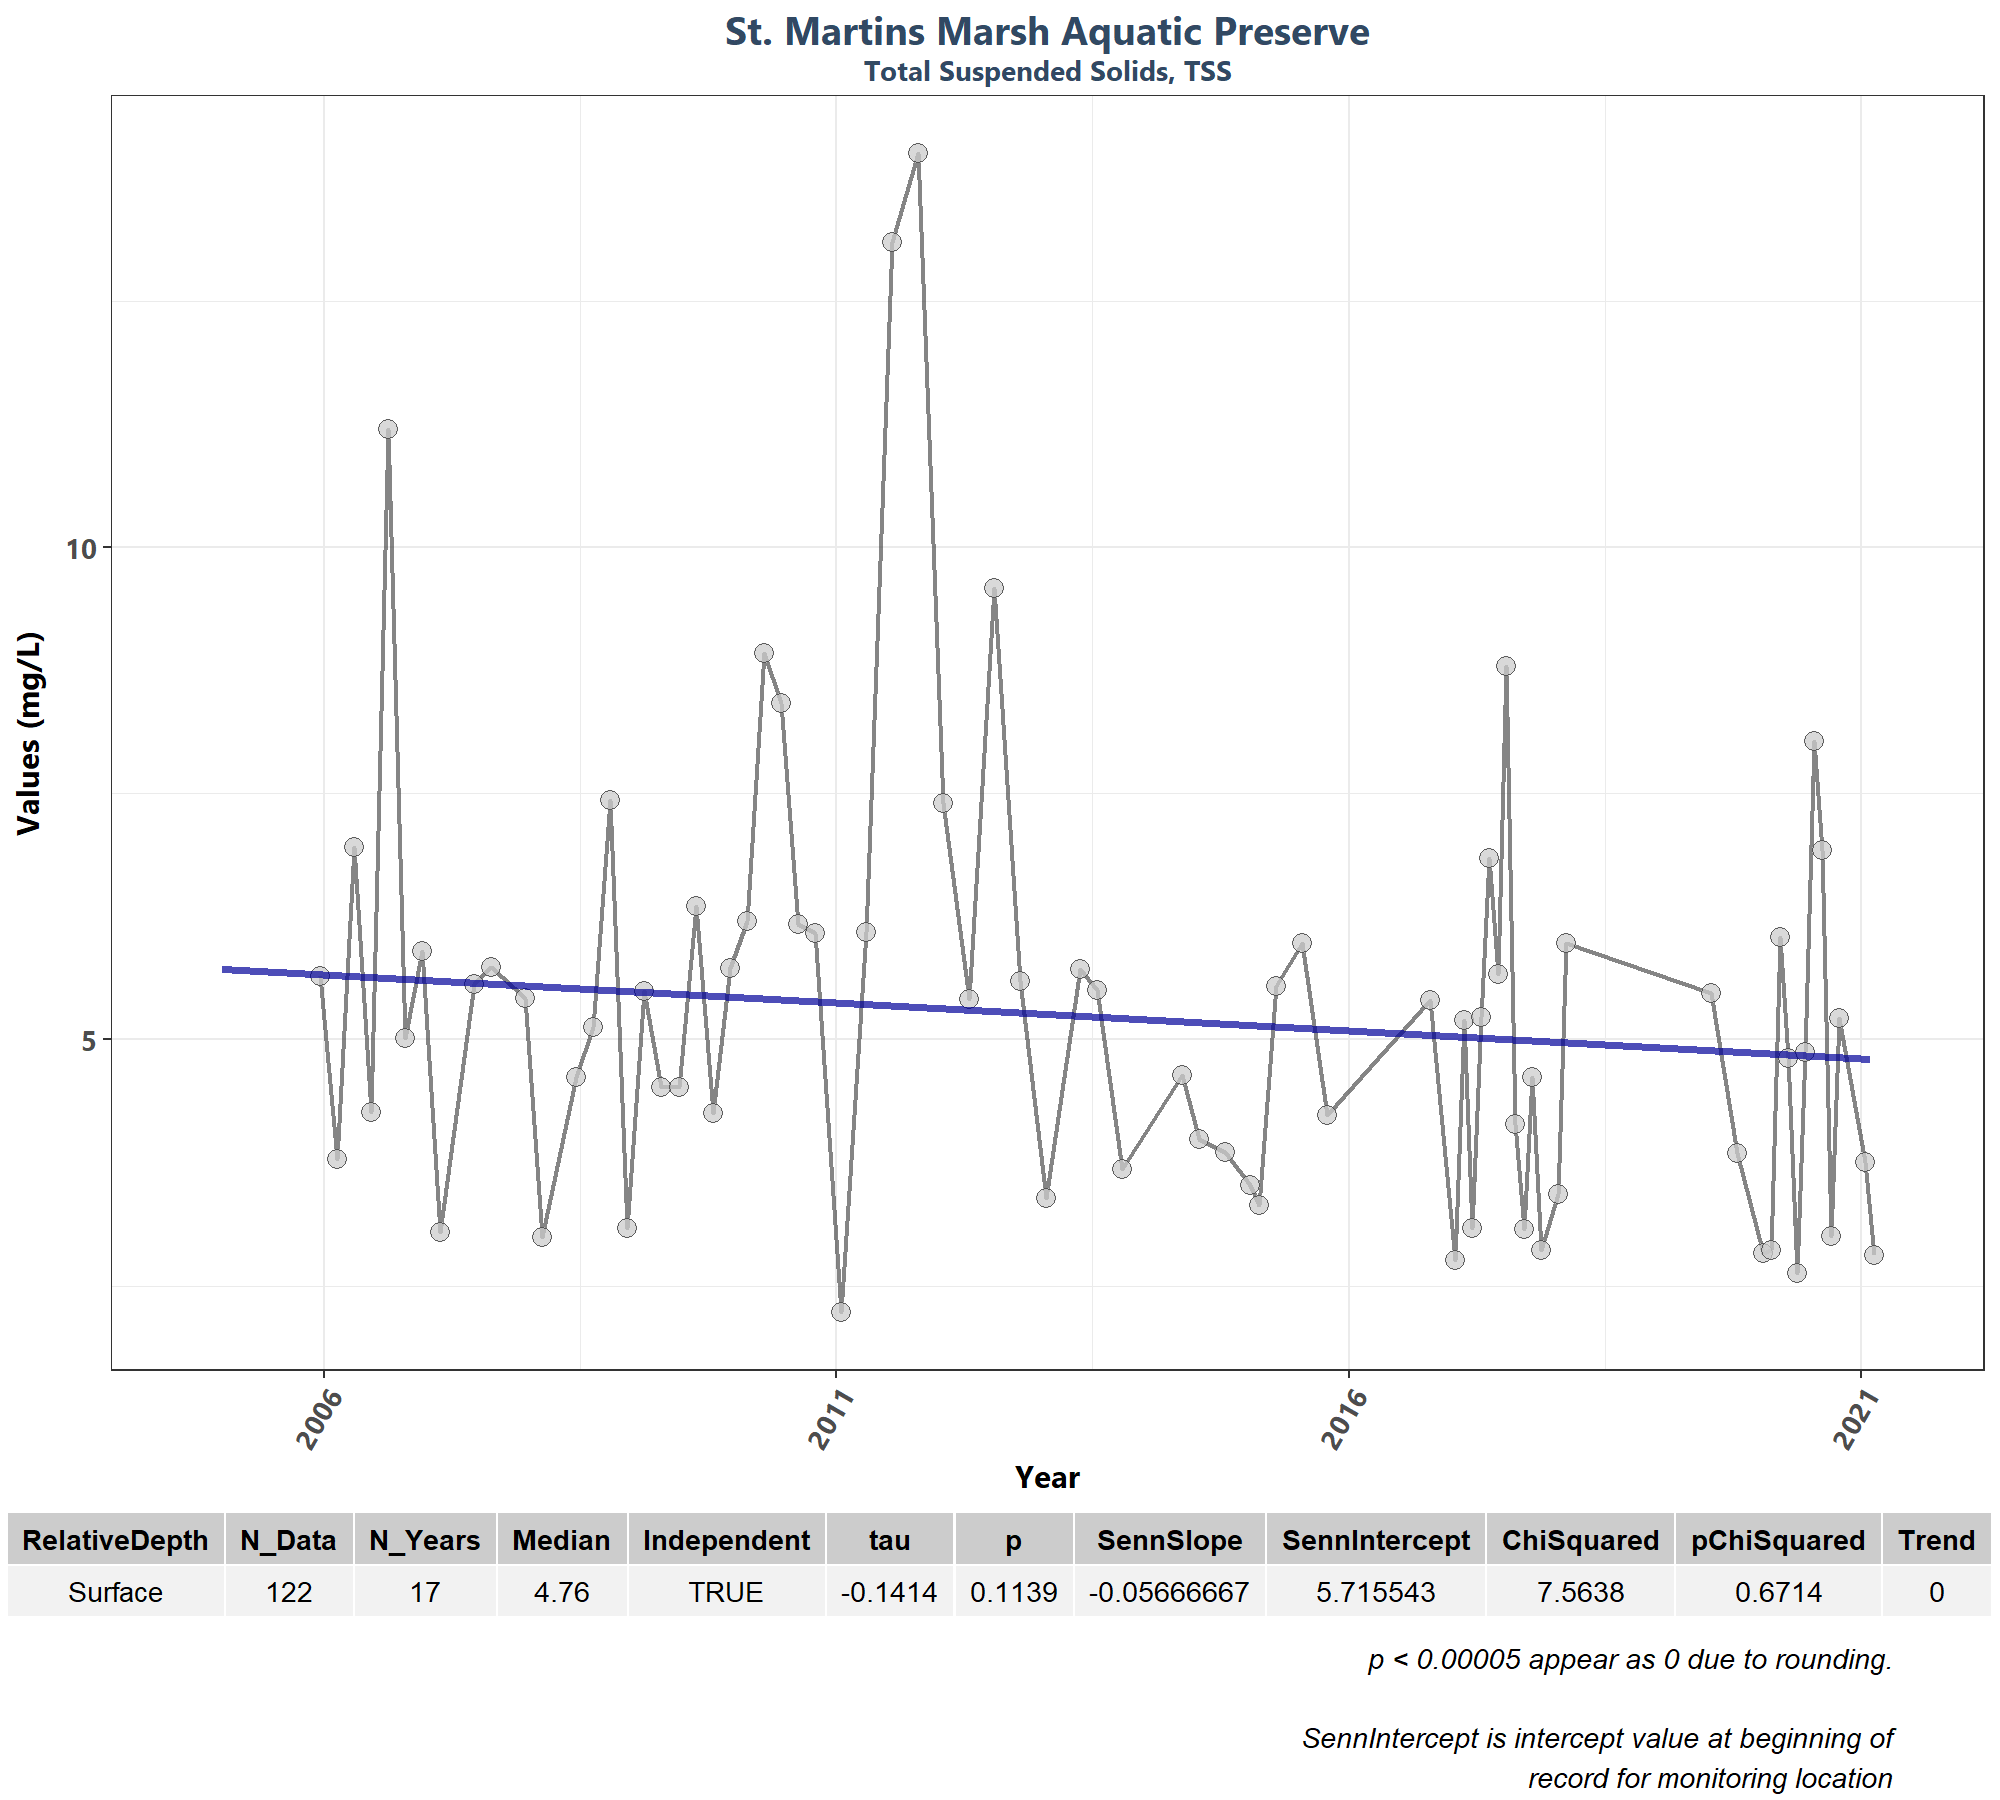 St. Martins Marsh Aquatic Preserve
Total Suspended Solids, TSS
Values (mg/L)
10
5
2006
2011
2016
2021
Year
RelativeDepth N_Data N_Years Median Independent tau p SennSlope SennIntercept ChiSquared pChiSquared Trend
Surface 122 17 4.76 TRUE -0.1414 0.1139 -0.05666667 5.715543 7.5638 0.6714 0
p < 0.00005 appear as 0 due to rounding.
SennIntercept is intercept value at beginning of
record for monitoring location